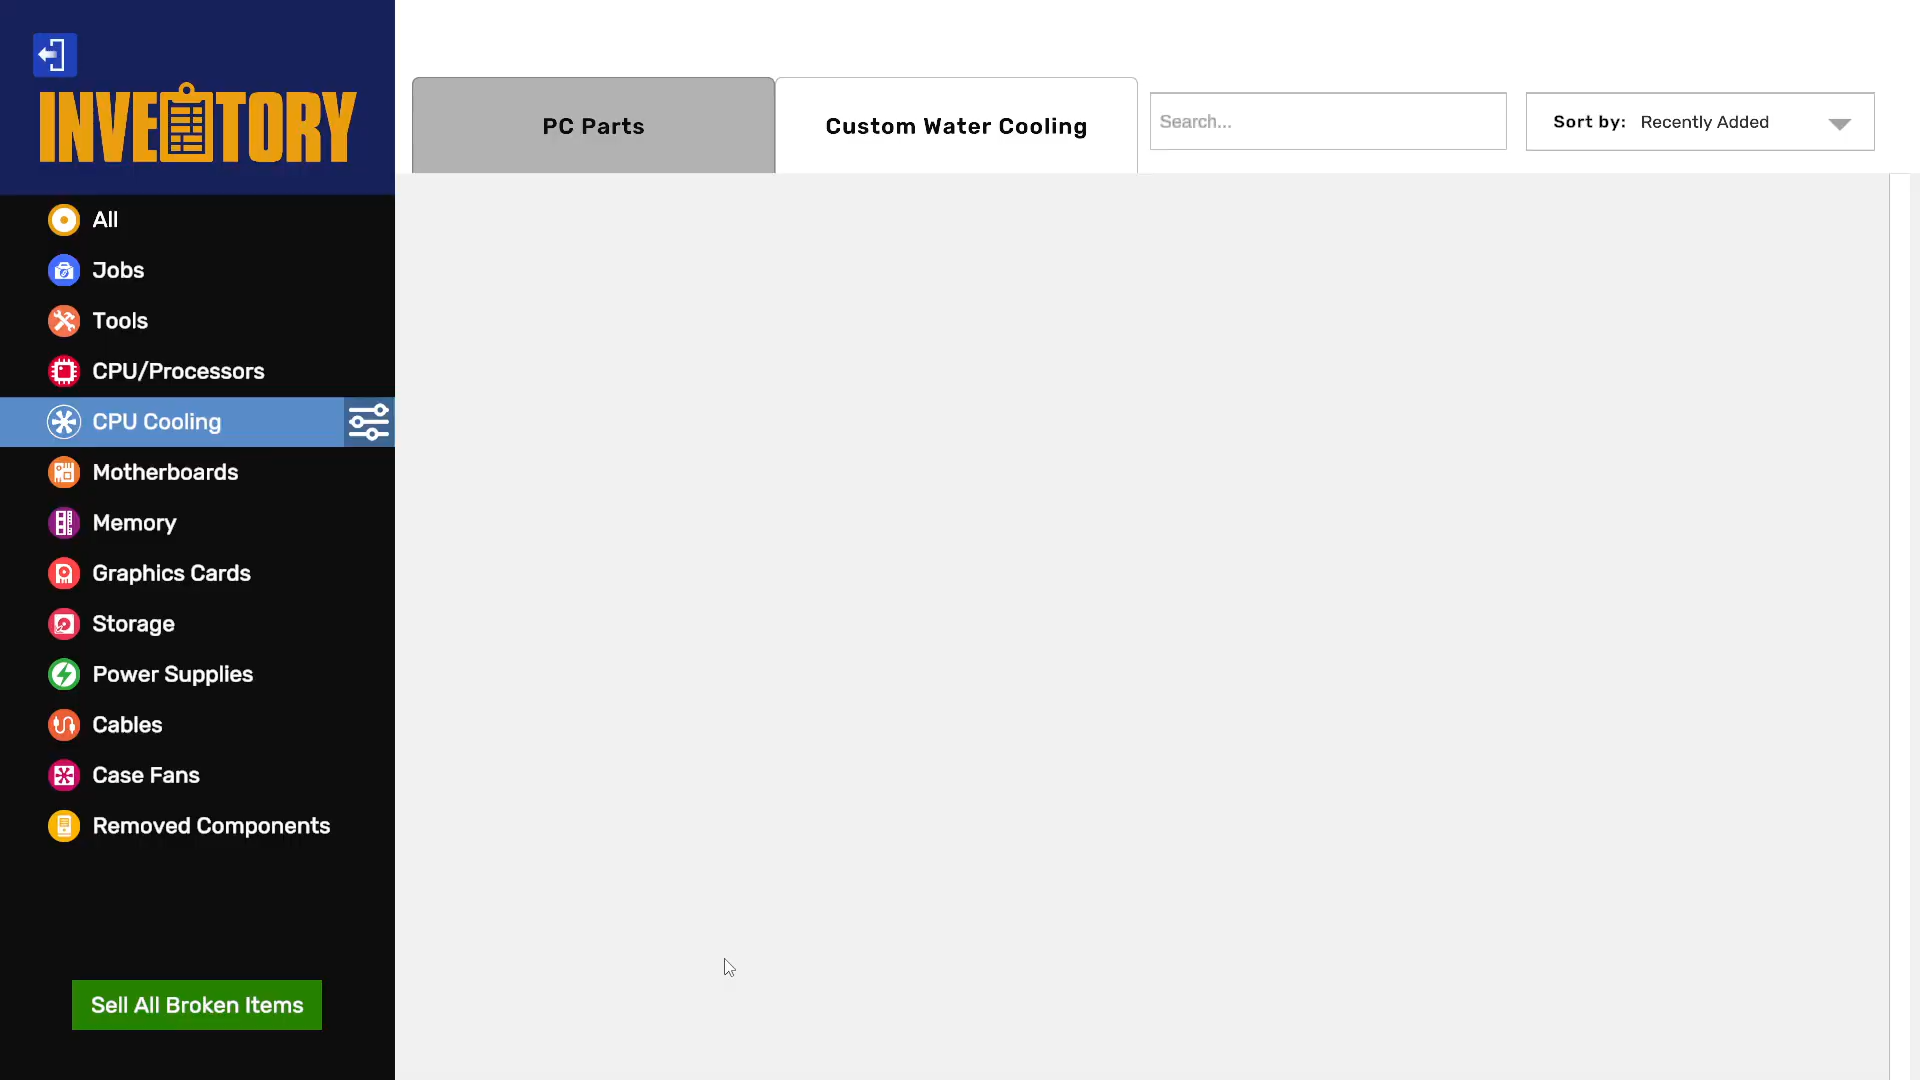 INVENTORY
PC Parts
Custom Water Cooling
Search...
Sort by: Recently Added
All
Jobs
Tools
CPU/Processors
CPU Cooling
Motherboards
Memory
Graphics Cards
Storage
Power Supplies
Cables
Case Fans
Removed Components
Sell All Broken Items